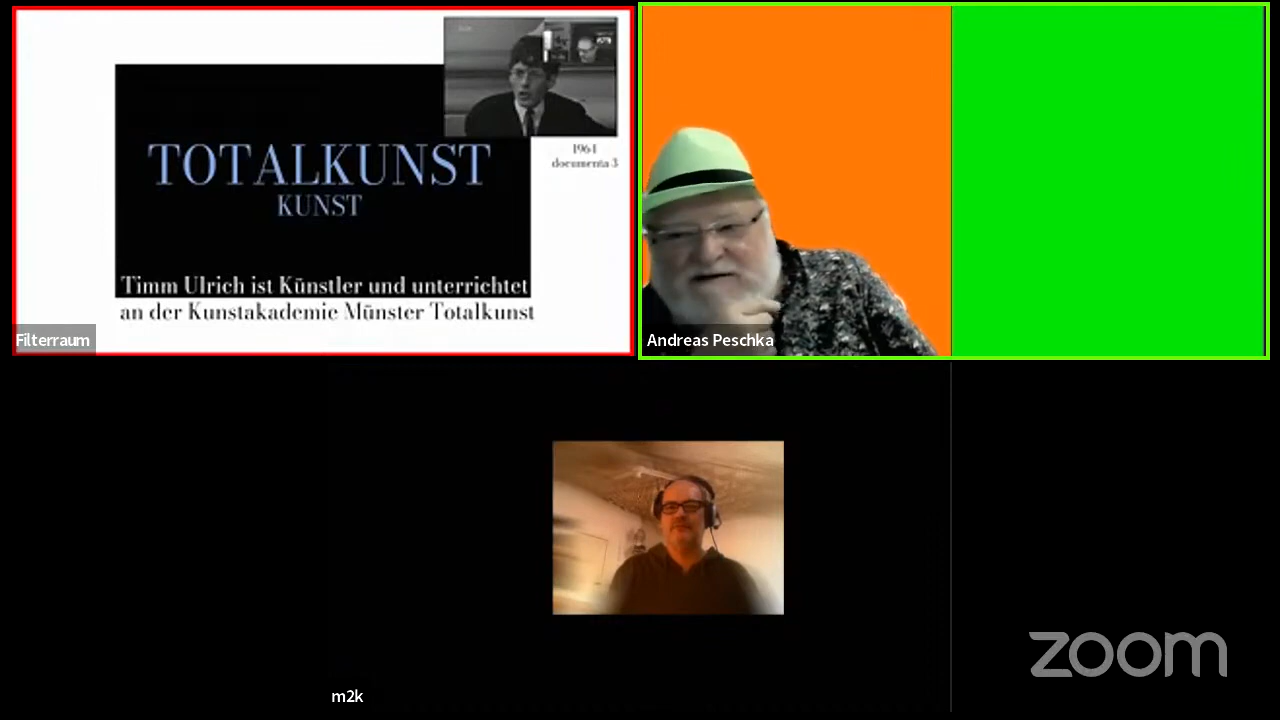 1964
documenta 3
TOTALKUNST
KUNST
Timm Ulrich ist Künstler und unterrichtet
an der Kunstakademie Münster Totalkunst
Filterraum
Andreas Peschka
m2k
zoom